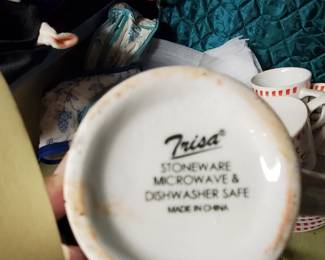 Trisa®
STONEWARE
MICROWAVE &
DISHWASHER SAFE
MADE IN CHINA